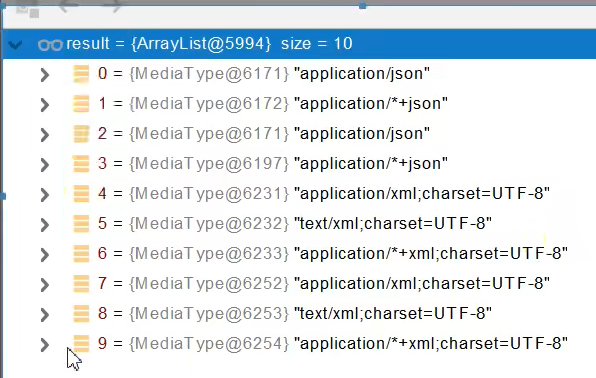 result = {ArrayList@5994} size = 10
0 = {MediaType@6171} "application/json"
1 = {MediaType@6172} "application/*+json"
2 = {MediaType@6171} "application/json"
3 = {MediaType@6197} "application/*+json"
4 = {MediaType@6231} "application/xml;charset=UTF-8"
5 = {MediaType@6232} "text/xml;charset=UTF-8"
6 = {MediaType@6233} "application/*+xml;charset=UTF-8"
7 = {MediaType@6252} "application/xml;charset=UTF-8"
8 = {MediaType@6253} "text/xml;charset=UTF-8"
9 = {MediaType@6254} "application/*+xml;charset=UTF-8"